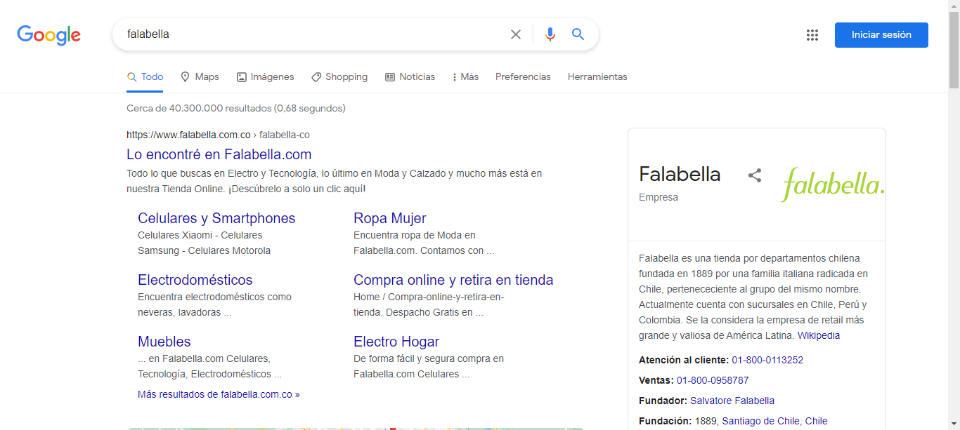 Google
falabella
Iniciar sesión
Todo Maps Imágenes Shopping Noticias Más Preferencias Herramientas
Cerca de 40.300.000 resultados (0,68 segundos)
https://www.falabella.com.co › falabella-co
Lo encontré en Falabella.com
Todo lo que buscas en Electro y Tecnología, lo último en Moda y Calzado y mucho más está en
nuestra Tienda Online. ¡Descúbrelo a solo un clic aquí!
Celulares y Smartphones
Celulares Xiaomi - Celulares
Samsung - Celulares Motorola
Ropa Mujer
Encuentra ropa de Moda en
Falabella.com. Contamos con ...
Electrodomésticos
Encuentra electrodomésticos como
neveras, lavadoras ...
Compra online y retira en tienda
Home / Compra-online-y-retira-en-
tienda. Despacho Gratis en ...
Muebles
... en Falabella.com Celulares,
Tecnología, Electrodomésticos ...
Electro Hogar
De forma fácil y segura compra en
Falabella.com Celulares ...
Más resultados de falabella.com.co »
Falabella
Empresa
falabella.
Falabella es una tienda por departamentos chilena
fundada en 1889 por una familia italiana radicada en
Chile, pertenececiente al grupo del mismo nombre.
Actualmente cuenta con sucursales en Chile, Perú y
Colombia. Se la considera la empresa de retail más
grande y valiosa de América Latina. Wikipedia
Atención al cliente: 01-800-0113252
Ventas: 01-800-0958787
Fundador: Salvatore Falabella
Fundación: 1889, Santiago de Chile, Chile